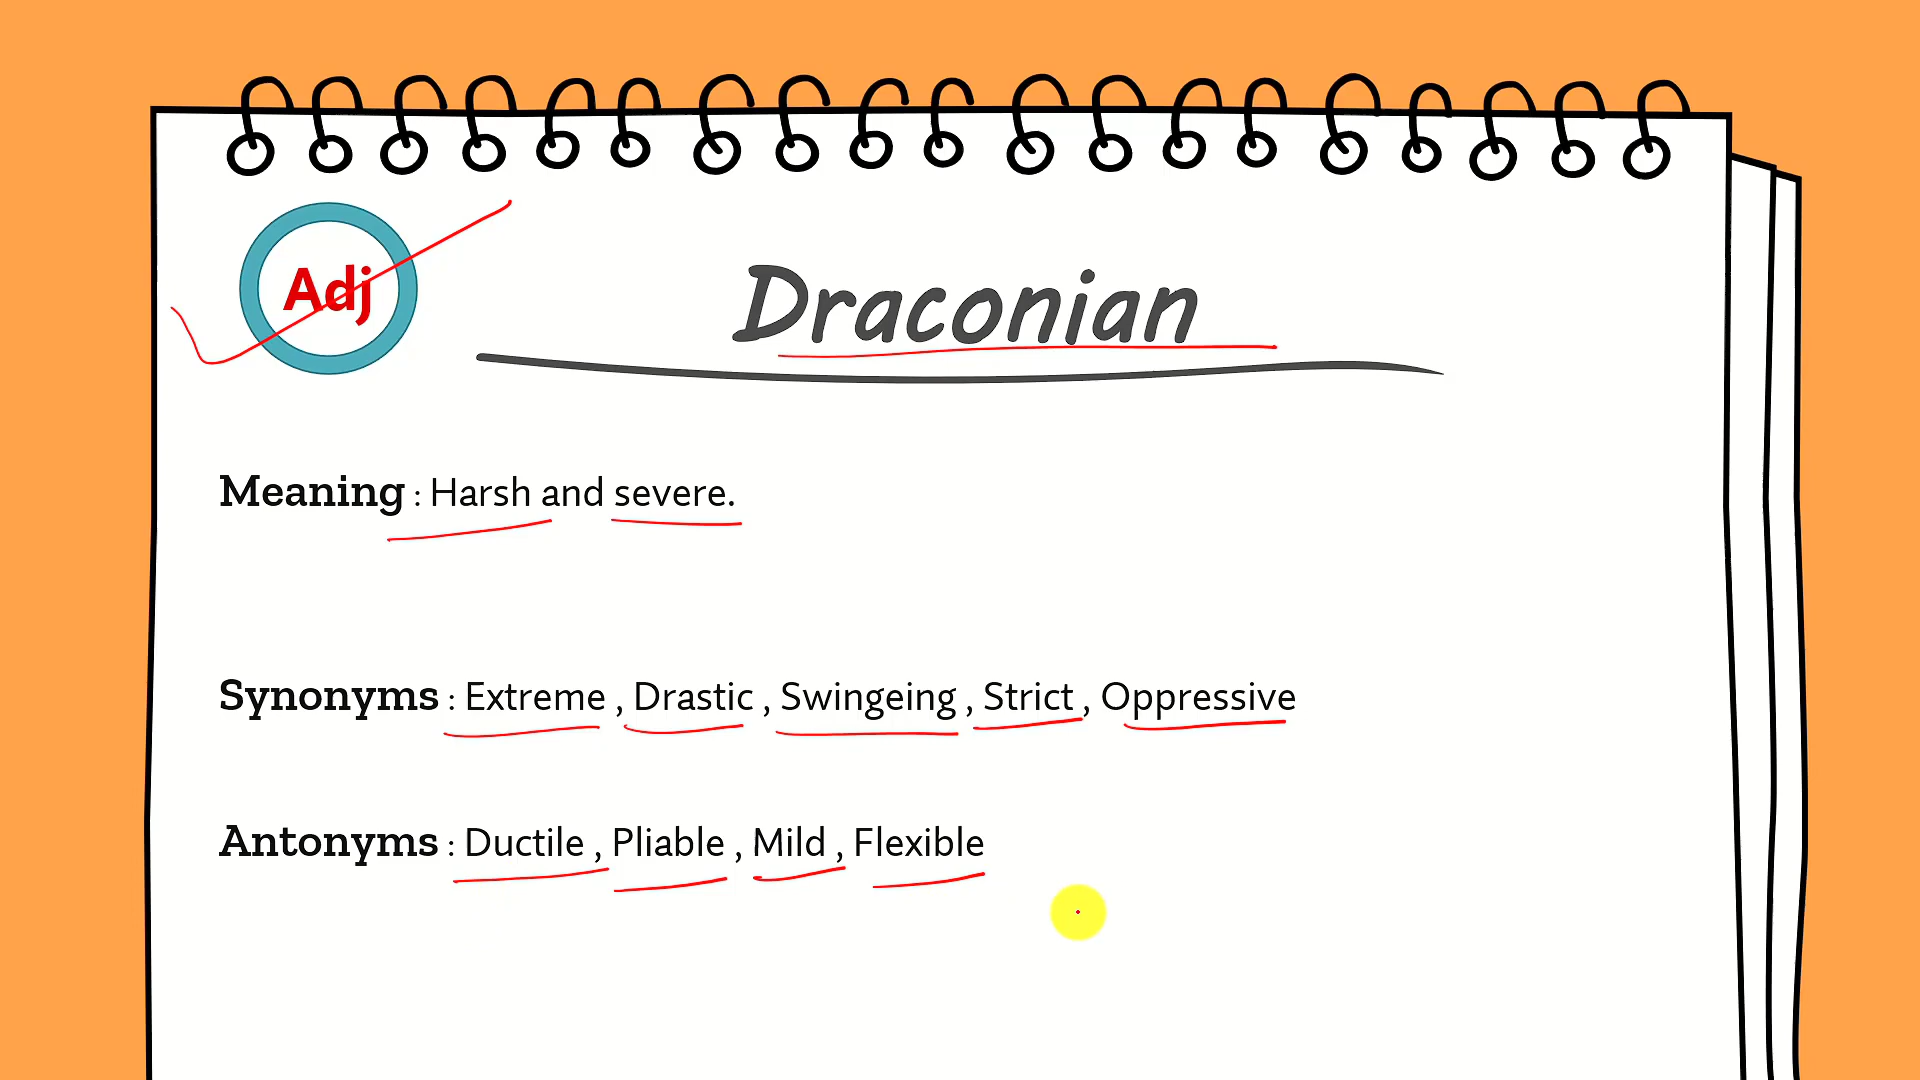 Adj
Draconian
Meaning : Harsh and severe.
Synonyms : Extreme , Drastic , Swingeing , Strict , Oppressive
Antonyms : Ductile , Pliable , Mild , Flexible